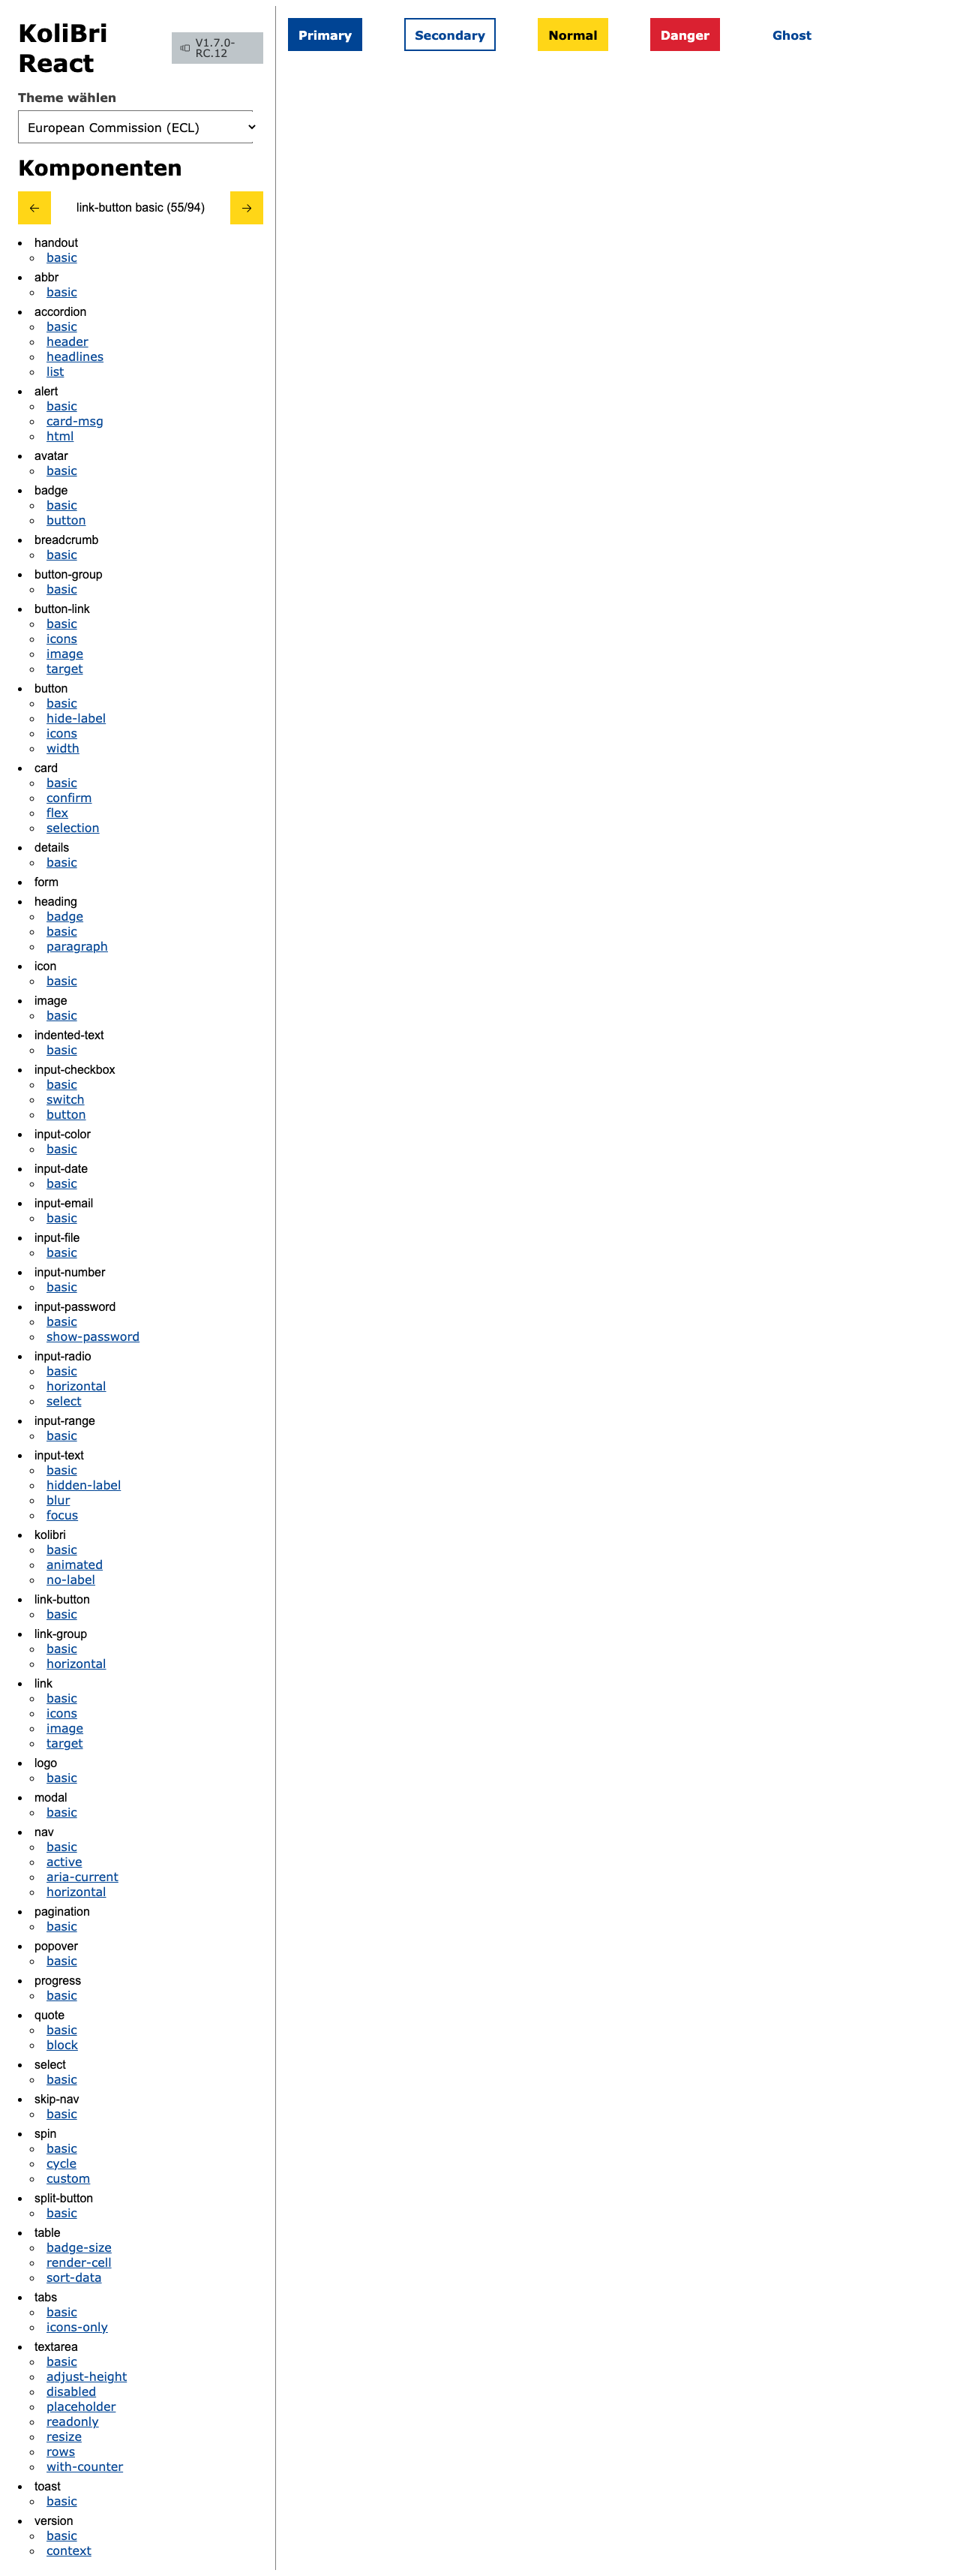 KoliBri
React
V1.7.0-
RC.12
Theme wählen
European Commission (ECL)
Komponenten
← link-button basic (55/94) →
handout
basic
abbr
basic
accordion
basic
header
headlines
list
alert
basic
card-msg
html
avatar
basic
badge
basic
button
breadcrumb
basic
button-group
basic
button-link
basic
icons
image
target
button
basic
hide-label
icons
width
card
basic
confirm
flex
selection
details
basic
form
heading
badge
basic
paragraph
icon
basic
image
basic
indented-text
basic
input-checkbox
basic
switch
button
input-color
basic
input-date
basic
input-email
basic
input-file
basic
input-number
basic
input-password
basic
show-password
input-radio
basic
horizontal
select
input-range
basic
input-text
basic
hidden-label
blur
focus
kolibri
basic
animated
no-label
link-button
basic
link-group
basic
horizontal
link
basic
icons
image
target
logo
basic
modal
basic
nav
basic
active
aria-current
horizontal
pagination
basic
popover
basic
progress
basic
quote
basic
block
select
basic
skip-nav
basic
spin
basic
cycle
custom
split-button
basic
table
badge-size
render-cell
sort-data
tabs
basic
icons-only
textarea
basic
adjust-height
disabled
placeholder
readonly
resize
rows
with-counter
toast
basic
version
basic
context
Primary Secondary Normal Danger Ghost